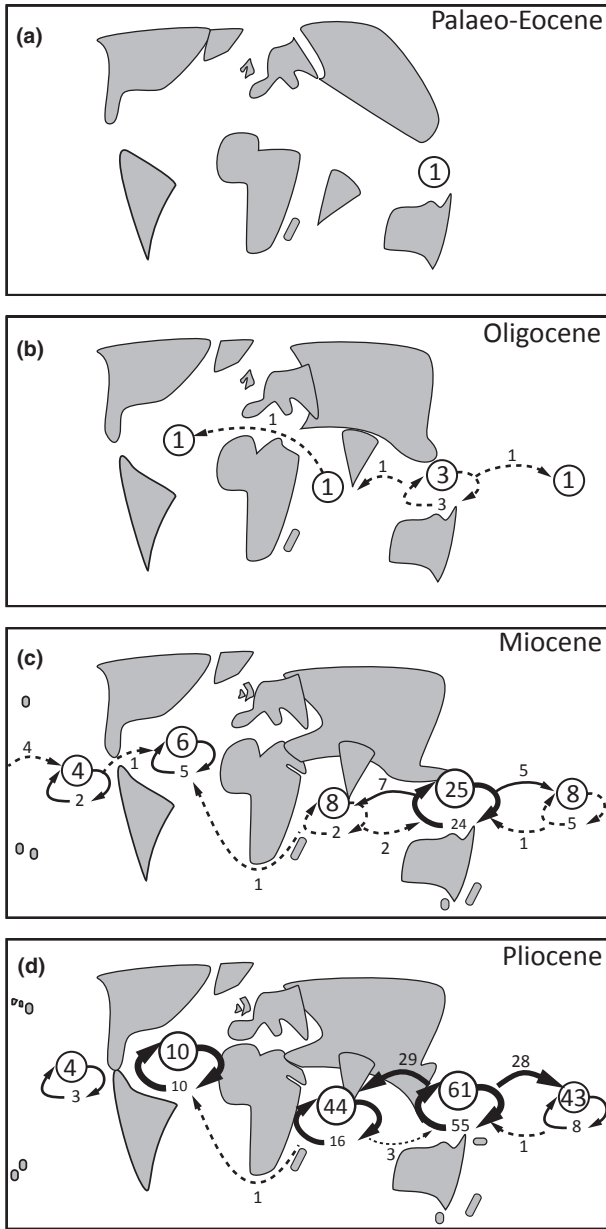 (a) Palaeo-Eocene
1
(b) Oligocene
1 1 1
1 1 3 1
3
(c) Miocene
4 4 1 6 5 2
8 7 25 5 8
2 2 24 1 5
1
(d) Pliocene
4 10 29 61 28 43
3 10 44 55 8
16 3 1
1